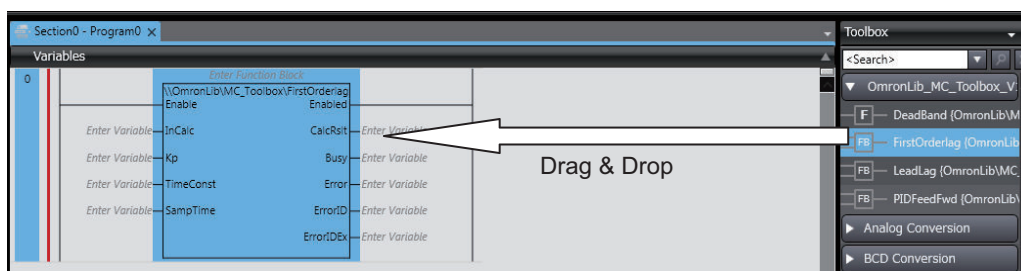 Section0 - Program0 ×
Variables
0
Enter Function Block
\\OmronLib\MC_Toolbox\FirstOrderlag
Enable Enabled
Enter Variable InCalc CalcRslt Enter Variable
Enter Variable Kp Busy Enter Variable
Enter Variable TimeConst Error Enter Variable
Enter Variable SampTime ErrorID Enter Variable
ErrorIDEx Enter Variable
Drag & Drop
Toolbox
<Search>
OmronLib_MC_Toolbox_V
F DeadBand {OmronLib\M
FB FirstOrderlag {OmronLib
FB LeadLag {OmronLib\MC_
FB PIDFeedFwd {OmronLib\
Analog Conversion
BCD Conversion